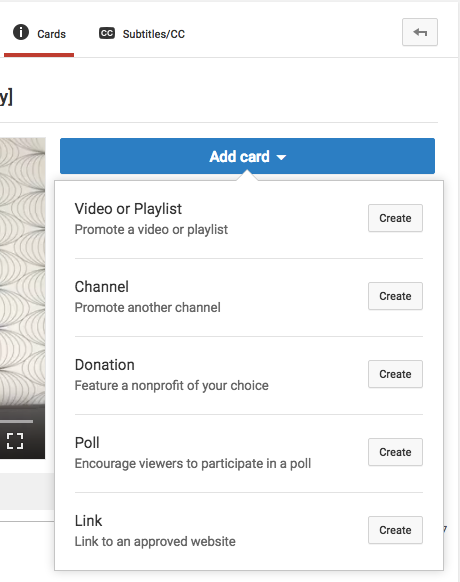 Cards
CC Subtitles/CC
y]
Add card
Video or Playlist
Promote a video or playlist
Create
Channel
Promote another channel
Create
Donation
Feature a nonprofit of your choice
Create
Poll
Encourage viewers to participate in a poll
Create
Link
Link to an approved website
Create
7